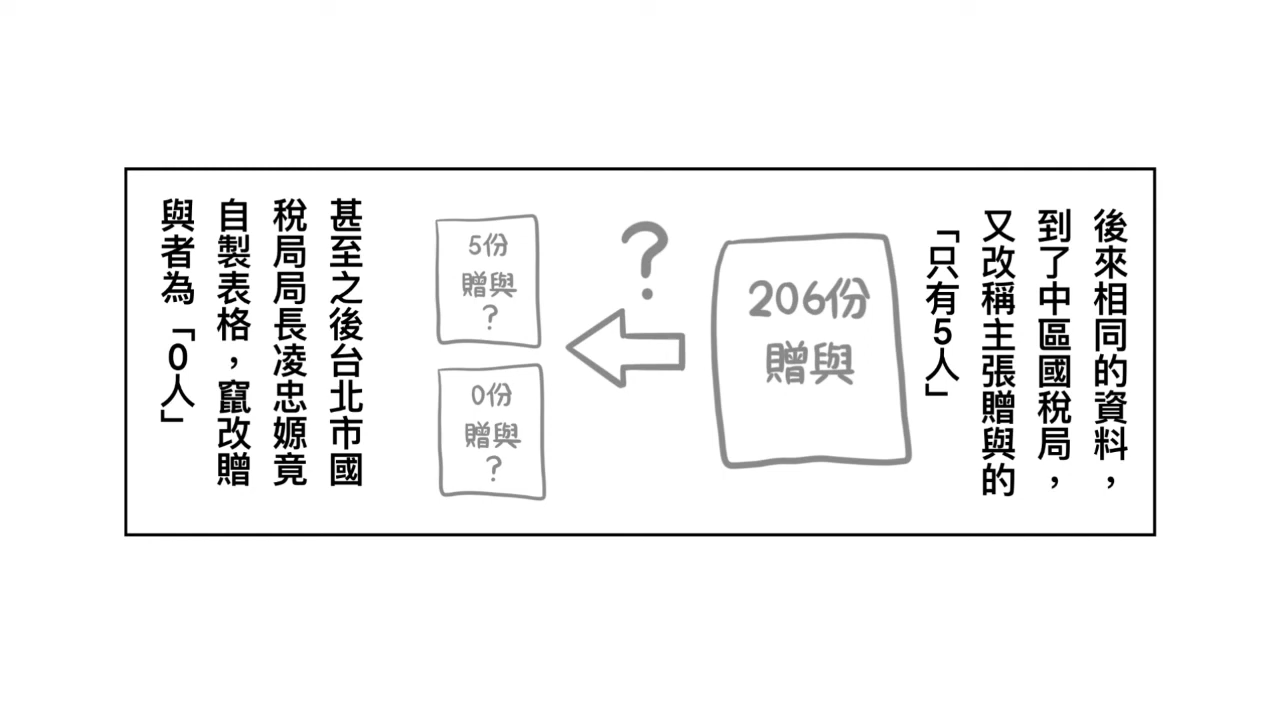 後來相同的資料，
到了中區國稅局，
又改稱主張贈與的
「只有5人」
206份
贈與
?
5份
贈與
?
0份
贈與
?
甚至之後台北市國
稅局局長凌忠嫄竟
自製表格，竄改贈
與者為「0人」